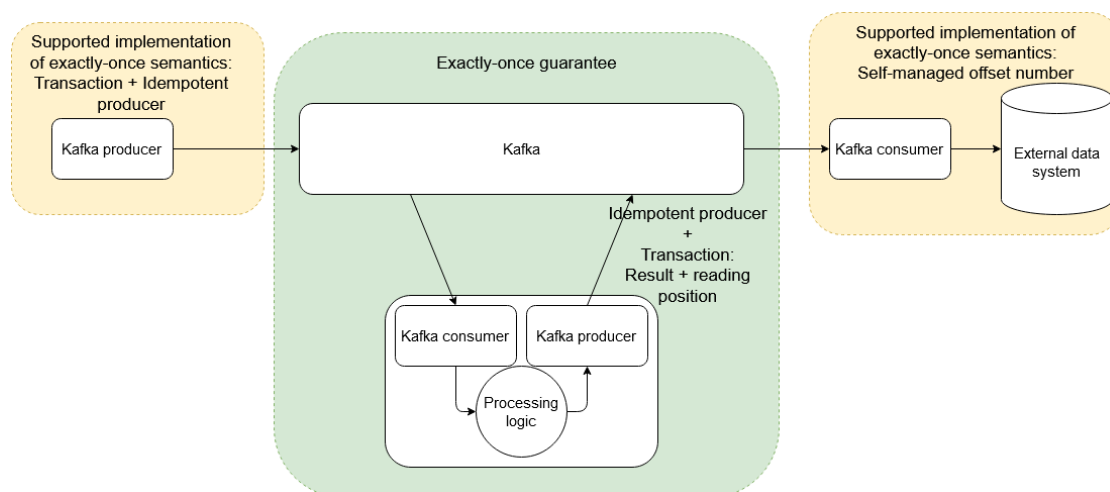 Supported implementation
of exactly-once semantics:
Transaction + Idempotent
producer
Kafka producer
Exactly-once guarantee
Kafka
Idempotent producer
+
Transaction:
Result + reading
position
Kafka consumer
Kafka producer
Processing
logic
Supported implementation of
exactly-once semantics:
Self-managed offset number
Kafka consumer
External data
system